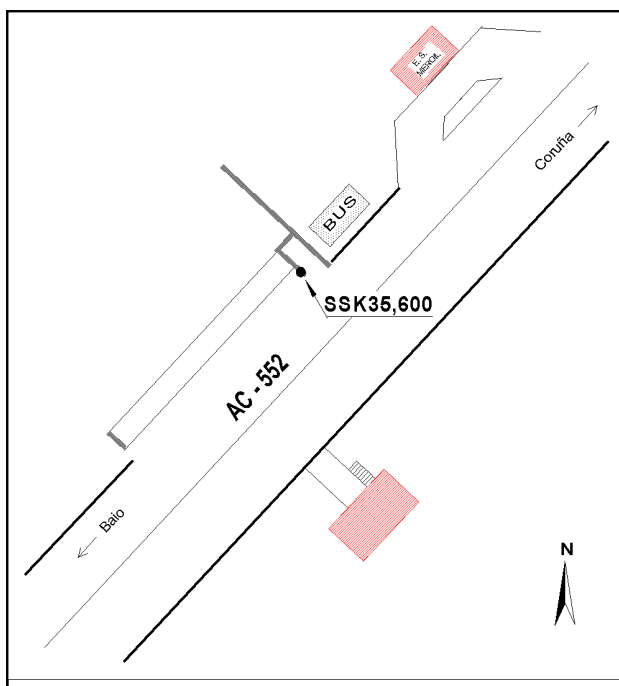 E. S.
MEROIL
Coruña
BUS
SSK35,600
AC - 552
Baio
N